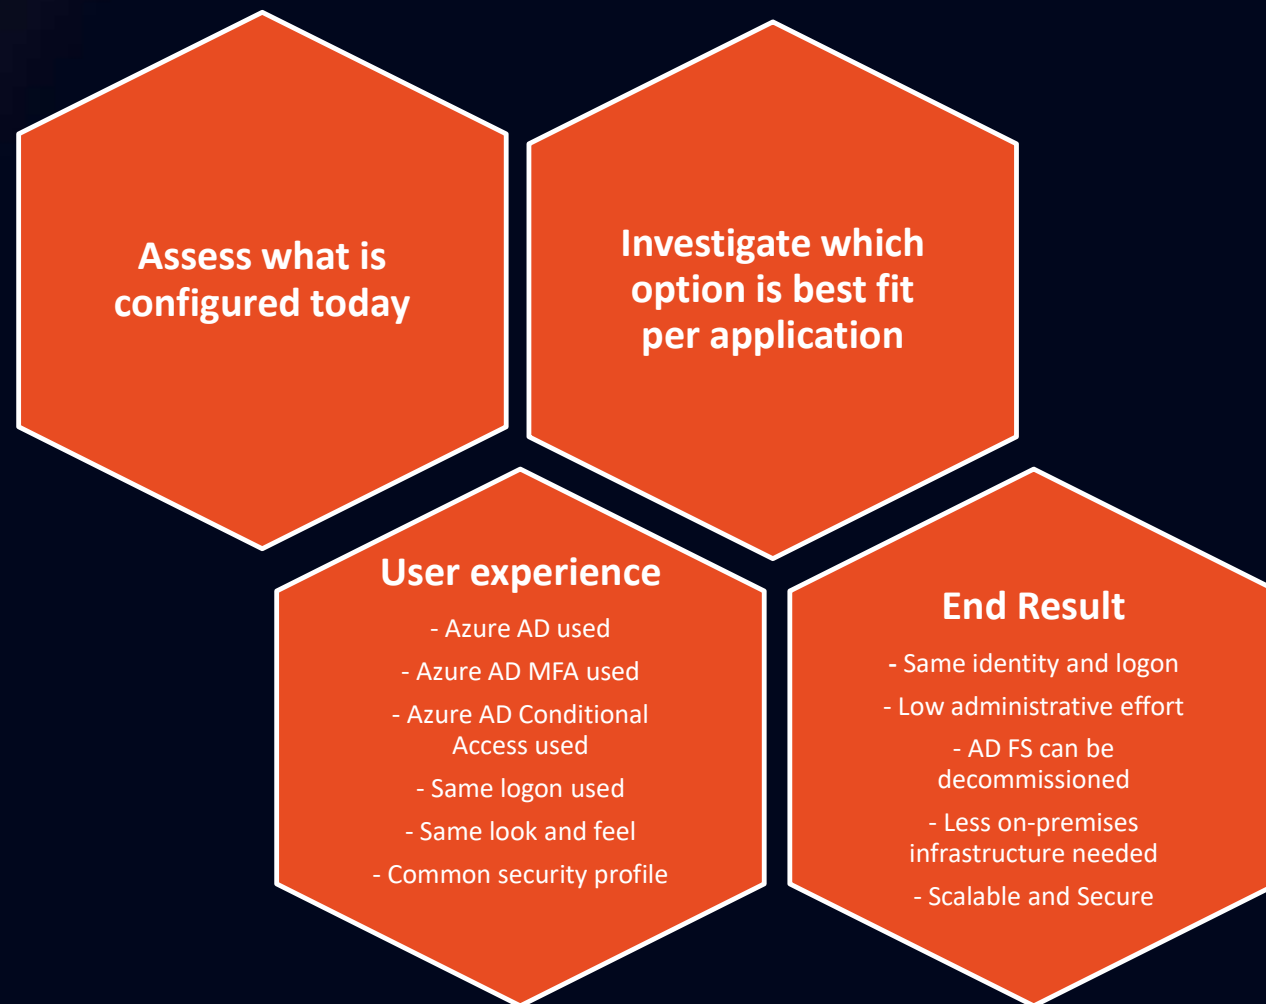 Assess what is
configured today
Investigate which
option is best fit
per application
User experience
- Azure AD used
- Azure AD MFA used
- Azure AD Conditional
Access used
- Same logon used
- Same look and feel
- Common security profile
End Result
- Same identity and logon
- Low administrative effort
- AD FS can be
decommissioned
- Less on-premises
infrastructure needed
- Scalable and Secure